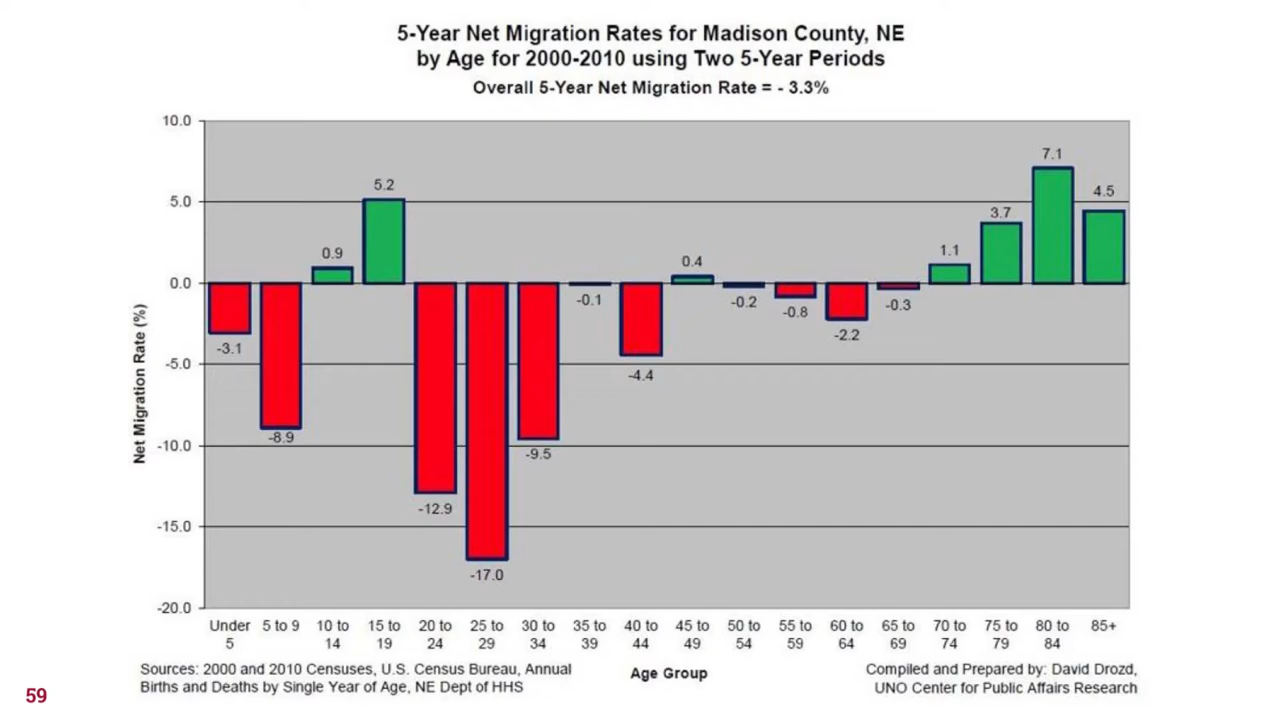 5-Year Net Migration Rates for Madison County, NE
by Age for 2000-2010 using Two 5-Year Periods
Overall 5-Year Net Migration Rate = - 3.3%
10.0
5.0
0.0
-5.0
-10.0
-15.0
-20.0
Net Migration Rate (%)
-3.1
-8.9
0.9
5.2
-12.9
-17.0
-9.5
-0.1
-4.4
0.4
-0.2
-0.8
-2.2
-0.3
1.1
3.7
7.1
4.5
Under
5
5 to 9
10 to
14
15 to
19
20 to
24
25 to
29
30 to
34
35 to
39
40 to
44
45 to
49
50 to
54
55 to
59
60 to
64
65 to
69
70 to
74
75 to
79
80 to
84
85+
Age Group
Sources: 2000 and 2010 Censuses, U.S. Census Bureau, Annual
Births and Deaths by Single Year of Age, NE Dept of HHS
Compiled and Prepared by: David Drozd,
UNO Center for Public Affairs Research
59